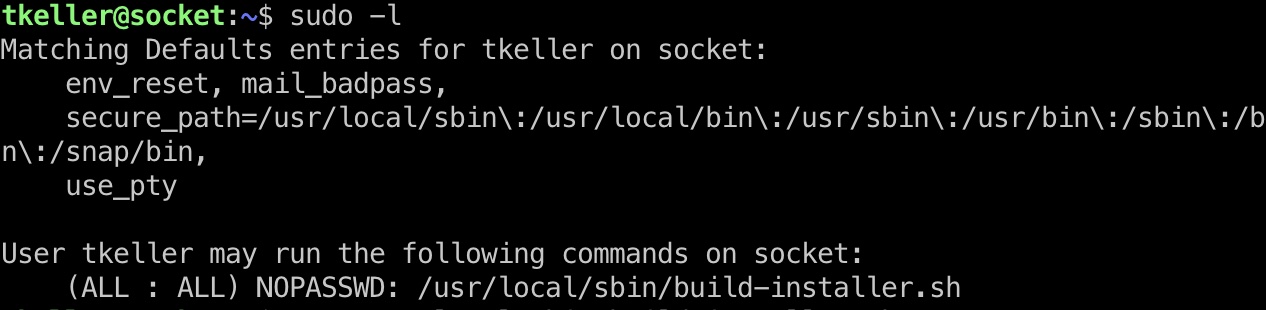 tkeller@socket:~$ sudo -l
Matching Defaults entries for tkeller on socket:
    env_reset, mail_badpass,
    secure_path=/usr/local/sbin\:/usr/local/bin\:/usr/sbin\:/usr/bin\:/sbin\:/b
n\:/snap/bin,
    use_pty

User tkeller may run the following commands on socket:
    (ALL : ALL) NOPASSWD: /usr/local/sbin/build-installer.sh